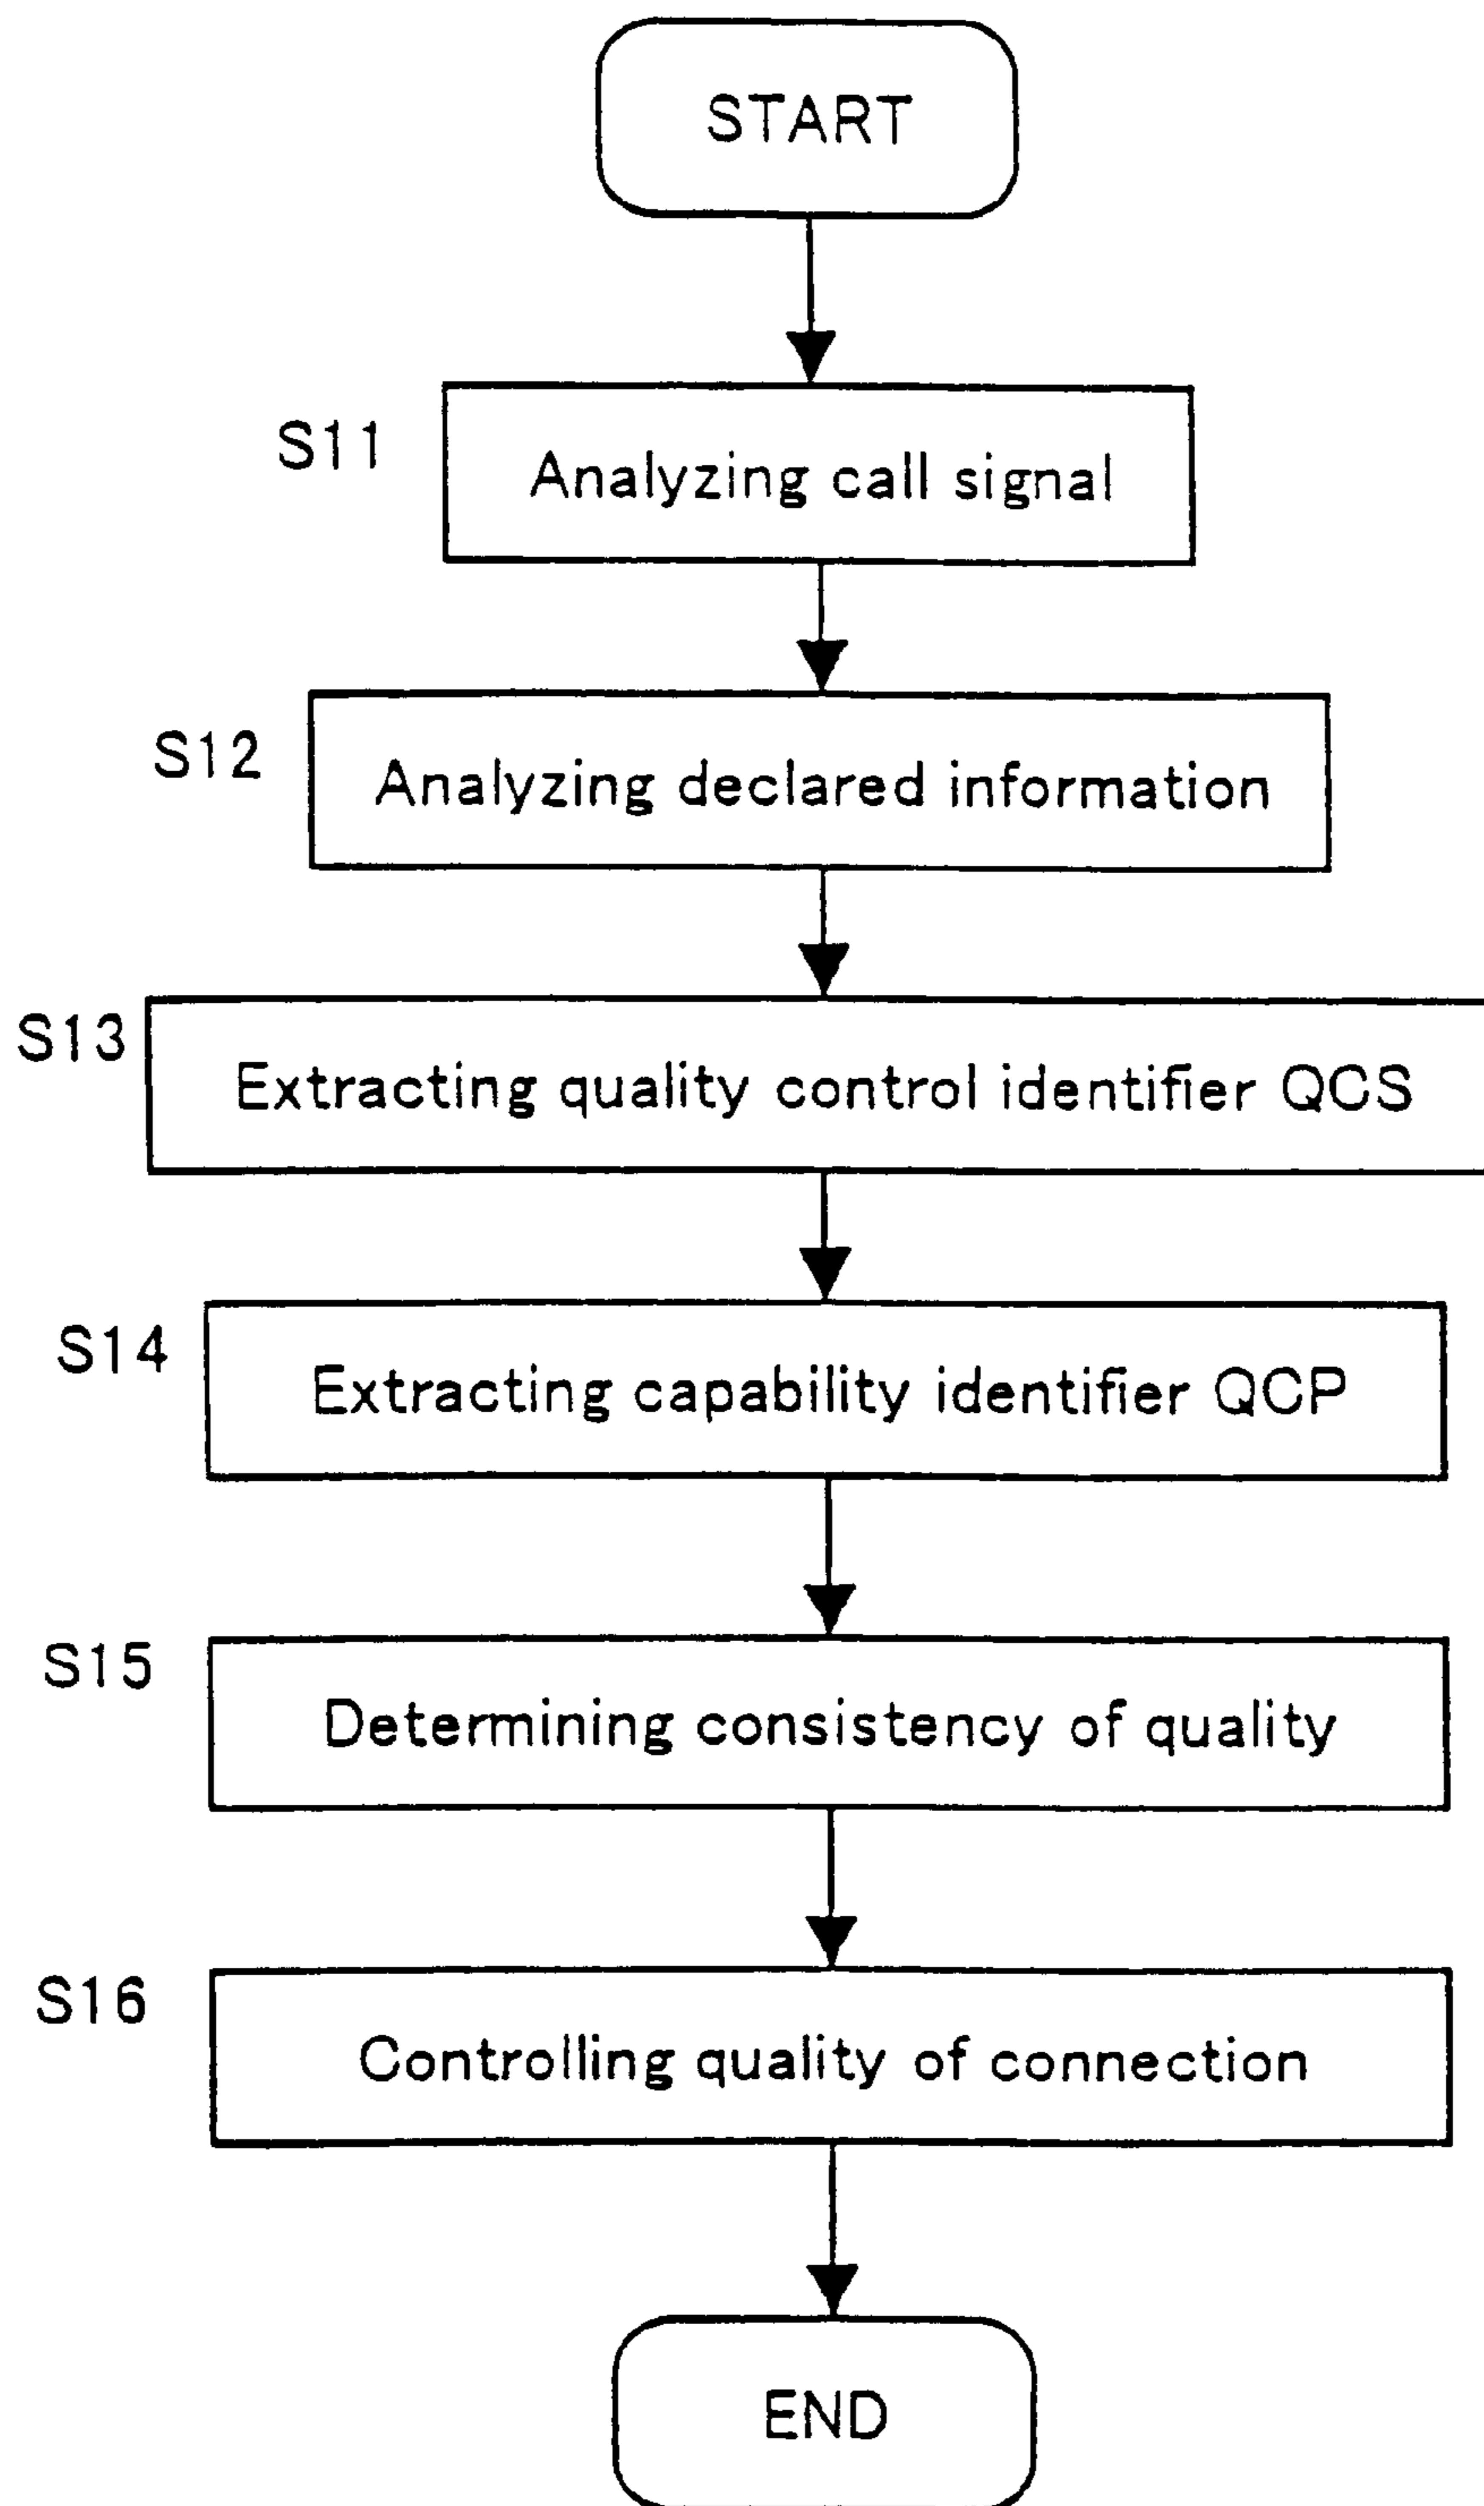 START
S11
Analyzing call signal
S12
Analyzing declared information
S13
Extracting quality control identifier QCS
S14
Extracting capability identifier QCP
S15
Determining consistency of quality
S16
Controlling quality of connection
END